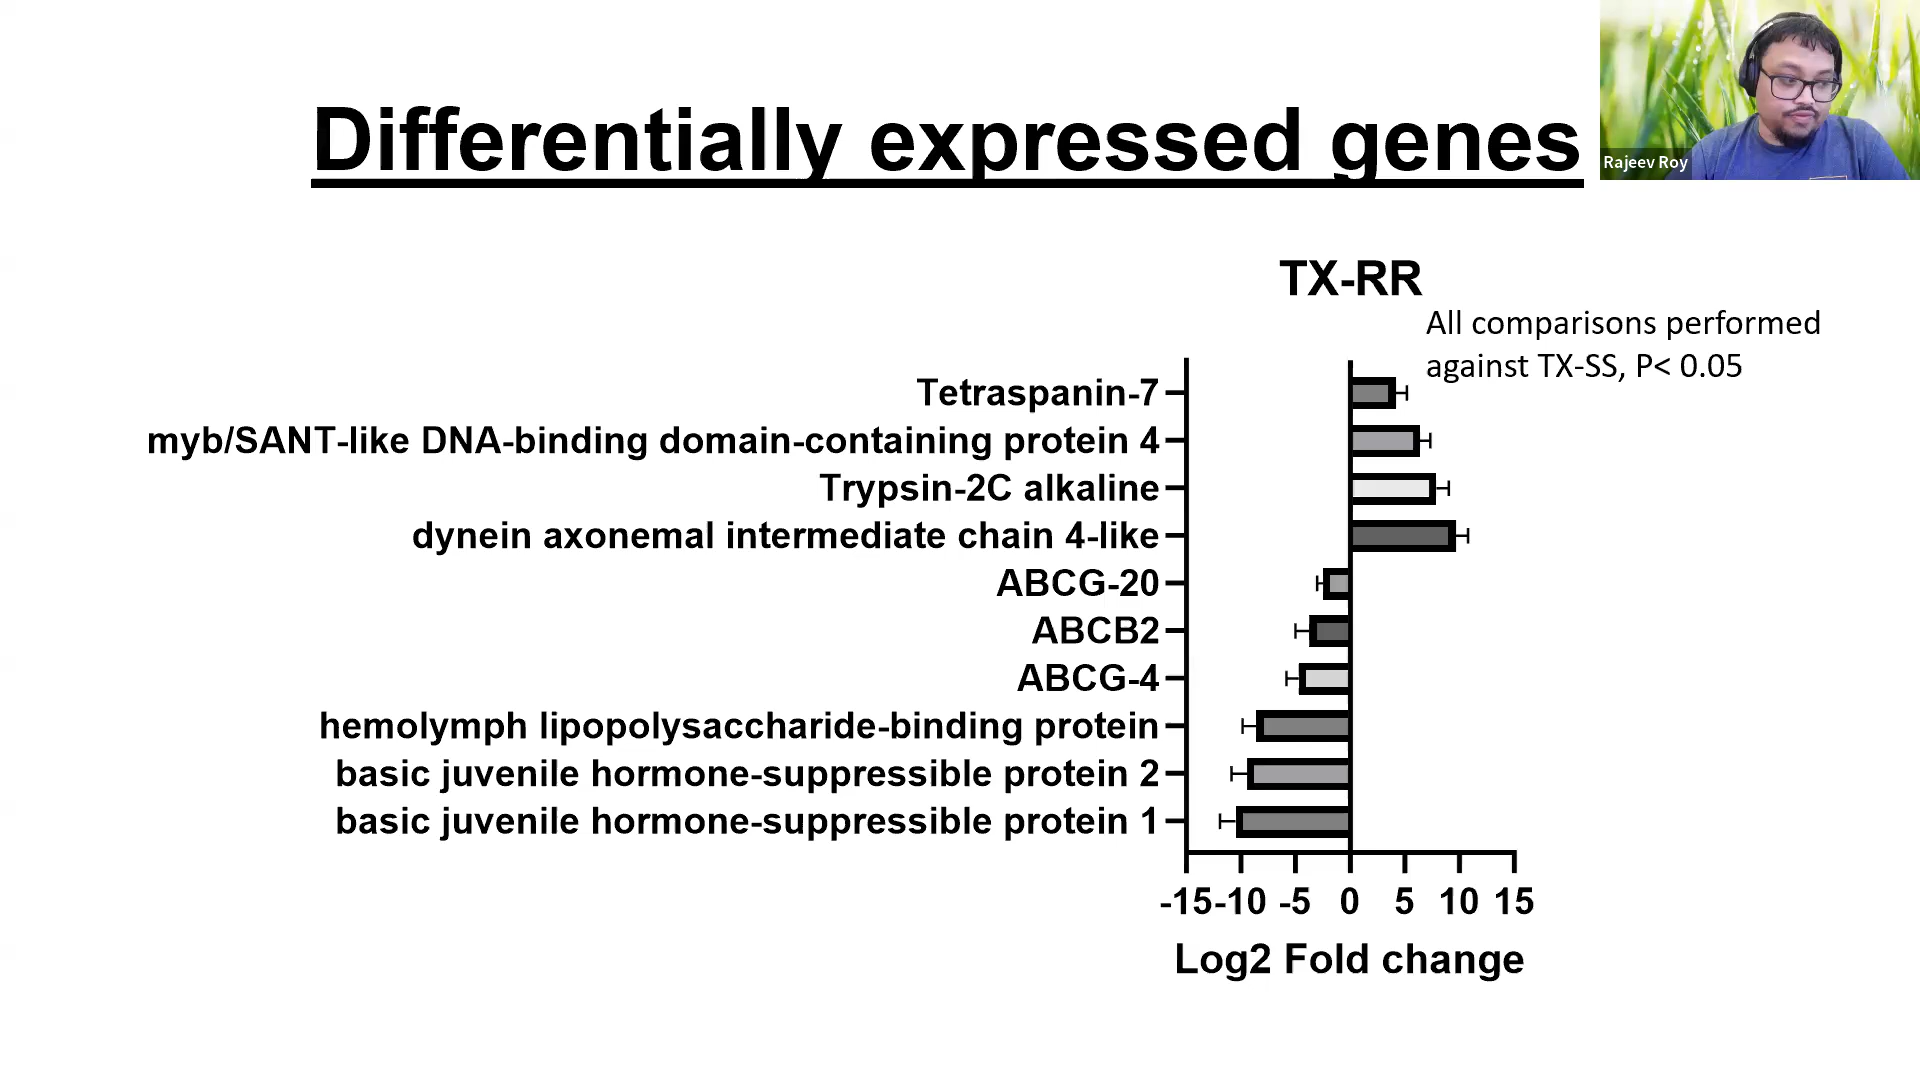 Differentially expressed genes
Rajeev Roy
TX-RR
All comparisons performed
against TX-SS, P< 0.05
Tetraspanin-7
myb/SANT-like DNA-binding domain-containing protein 4
Trypsin-2C alkaline
dynein axonemal intermediate chain 4-like
ABCG-20
ABCB2
ABCG-4
hemolymph lipopolysaccharide-binding protein
basic juvenile hormone-suppressible protein 2
basic juvenile hormone-suppressible protein 1
-15 -10 -5 0 5 10 15
Log2 Fold change